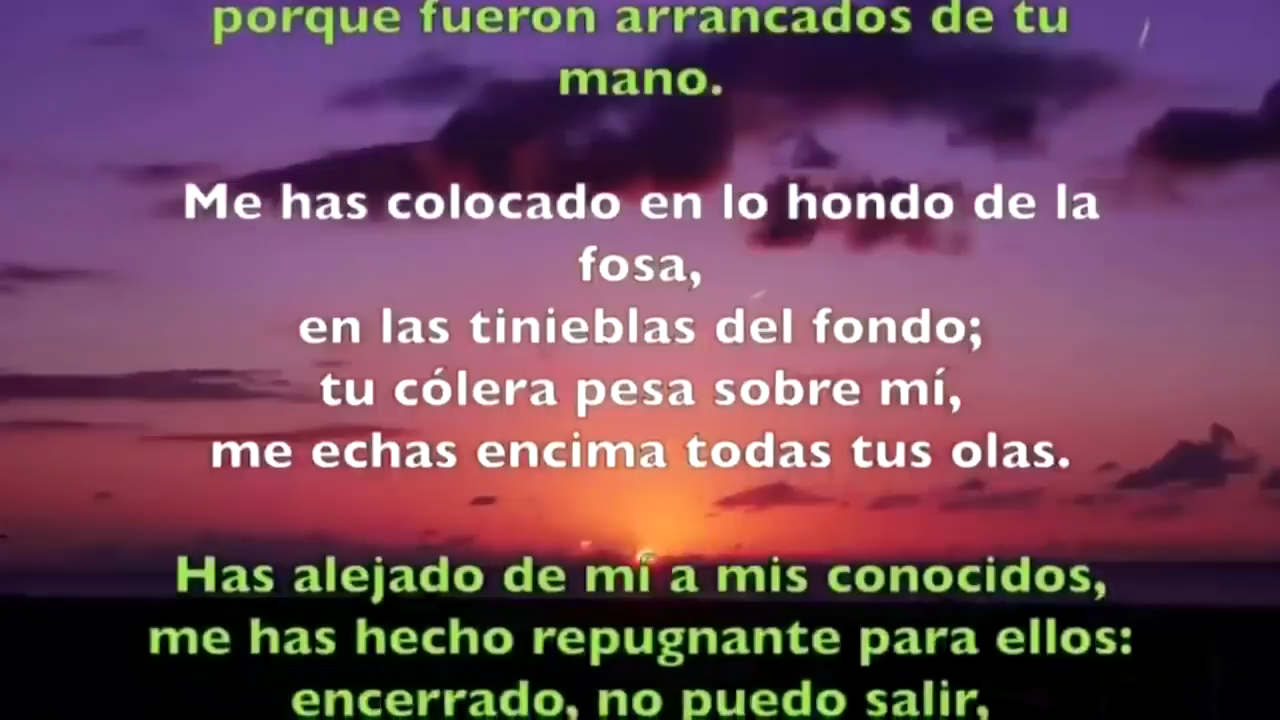 porque fueron arrancados de tu
mano.
Me has colocado en lo hondo de la
fosa,
en las tinieblas del fondo;
tu cólera pesa sobre mí,
me echas encima todas tus olas.
Has alejado de mí a mis conocidos,
me has hecho repugnante para ellos:
encerrado, no puedo salir,